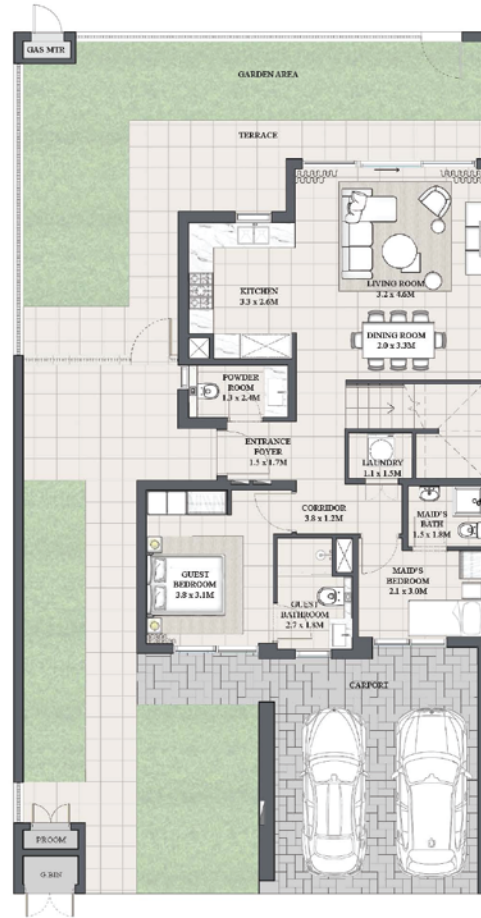 GAS MTR
GARDEN AREA
TERRACE
KITCHEN
3.3 x 2.6M
LIVING ROOM
3.2 x 4.6M
DINING ROOM
2.0 x 3.3M
POWDER
ROOM
1.3 x 2.4M
ENTRANCE
FOYER
1.5 x 1.7M
LAUNDRY
1.1 x 1.5M
CORRIDOR
3.8 x 1.2M
MAID'S
BATH
1.5 x 1.8M
GUEST
BEDROOM
3.8 x 3.1M
MAID'S
BEDROOM
2.1 x 3.0M
GUEST
BATHROOM
2.7 x 1.8M
CARPORT
PROOM
G.BIN